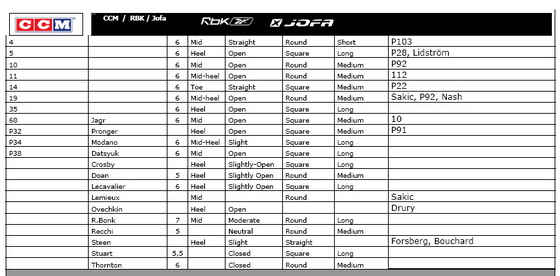 CCM CCM / RBK / Jofa RbK JOFA
4 6 Mid Straight Round Short P103
5 6 Heel Open Square Long P28, Lidström
10 6 Mid Open Round Medium P92
11 6 Mid-heel Open Round Medium 112
14 6 Toe Straight Square Medium P22
19 6 Mid-heel Open Round Medium Sakic, P92, Nash
35 6 Heel Open Square Long
68 Jagr 6 Mid Open Square Medium 10
P32 Pronger Heel Open Square Medium P91
P34 Modano 6 Mid-Heel Slight Square Long
P38 Datsyuk 6 Mid Open Square Long
Crosby Heel Slightly-Open Square Long
Doan 5 Heel Slightly Open Round Medium
Lecavalier 6 Heel Slightly Open Square Long
Lemieux Mid Round Sakic
Ovechkin Heel Open Drury
R.Bonk 7 Mid Moderate Round Long
Recchi 5 Neutral Round Medium
Steen Heel Slight Straight Forsberg, Bouchard
Stuart 5,5 Closed Square Long
Thornton 6 Closed Round Medium